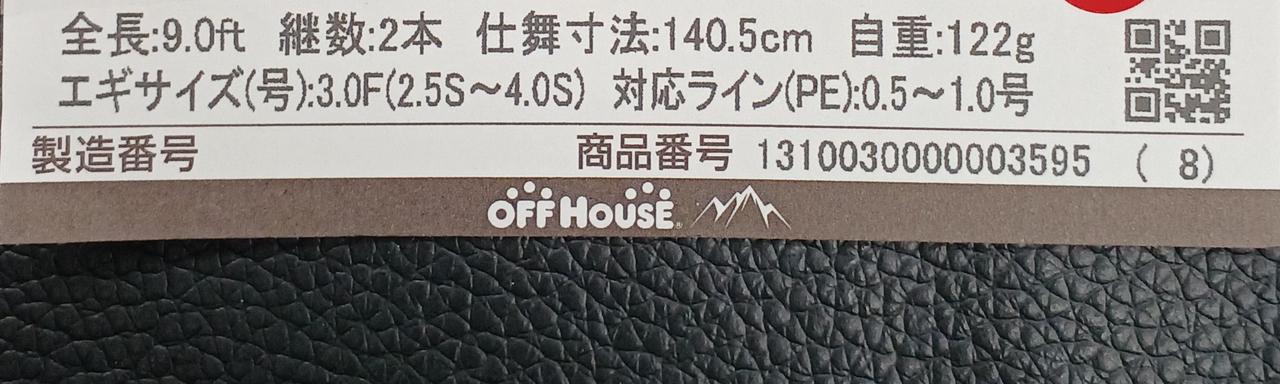 全長:9.0ft 継数:2本 仕舞寸法:140.5cm 自重:122g
エギサイズ(号):3.0F(2.5S～4.0S) 対応ライン(PE):0.5～1.0号
製造番号 商品番号 1310030000003595 ( 8)
OFF HOUSE®